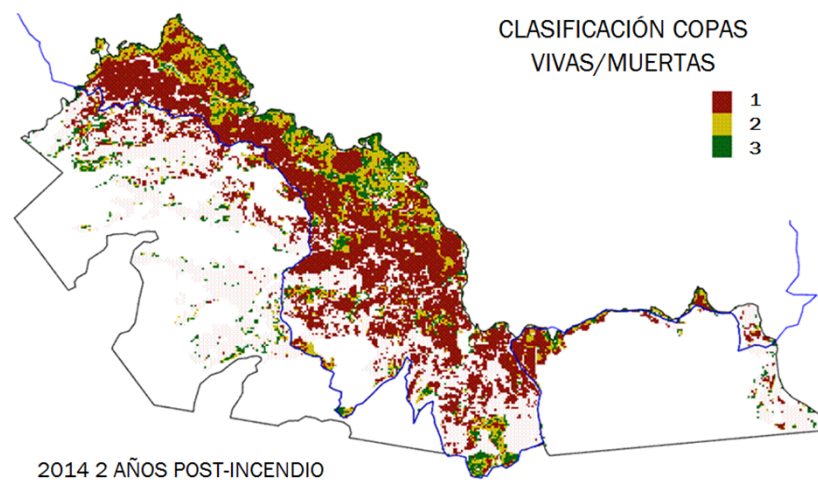 CLASIFICACIÓN COPAS
VIVAS/MUERTAS
1
2
3
2014 2 AÑOS POST-INCENDIO